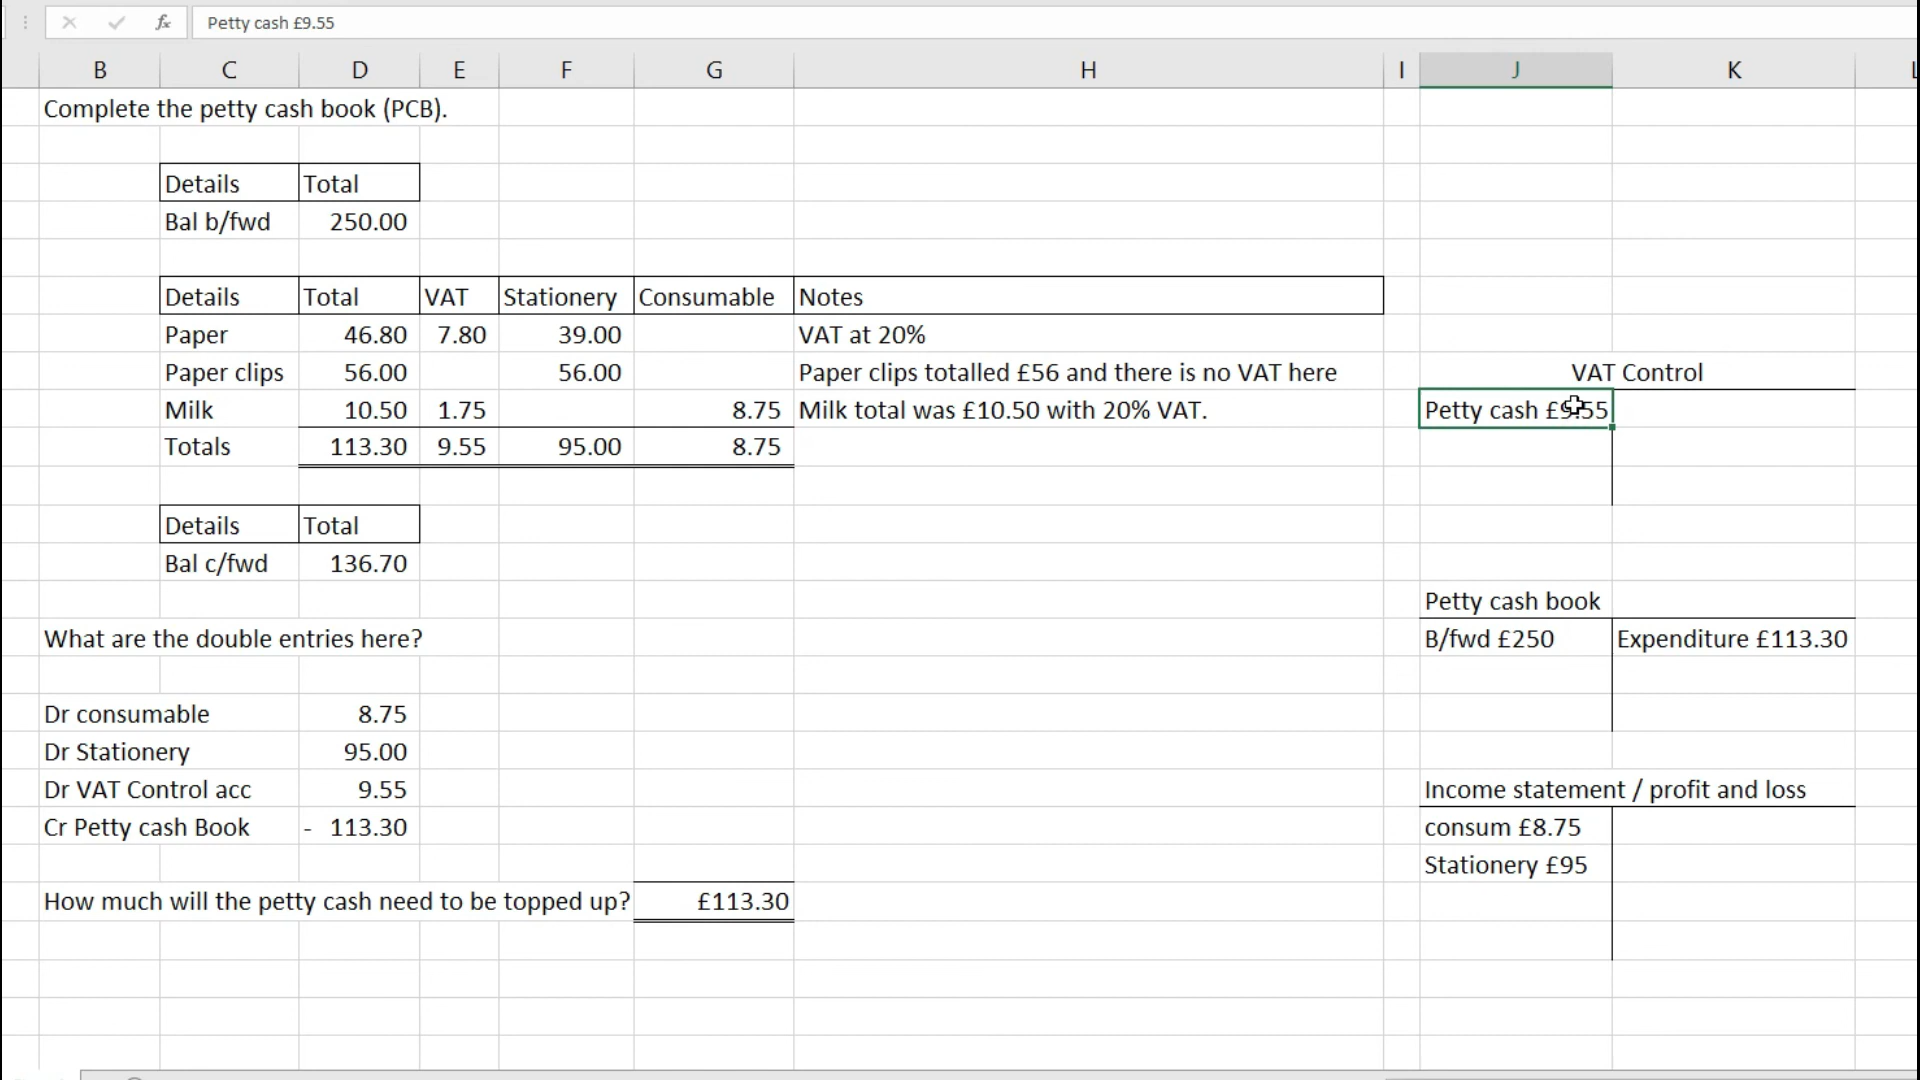 Petty cash £9.55
B C D E F G H I J K L
Complete the petty cash book (PCB).
Details Total
Bal b/fwd 250.00
Details Total VAT Stationery Consumable Notes
Paper 46.80 7.80 39.00 VAT at 20%
Paper clips 56.00 56.00 Paper clips totalled £56 and there is no VAT here
VAT Control
Milk 10.50 1.75 8.75 Milk total was £10.50 with 20% VAT.
Petty cash £9.55
Totals 113.30 9.55 95.00 8.75
Details Total
Bal c/fwd 136.70
Petty cash book
What are the double entries here?
B/fwd £250 Expenditure £113.30
Dr consumable 8.75
Dr Stationery 95.00
Dr VAT Control acc 9.55
Income statement / profit and loss
Cr Petty cash Book - 113.30
consum £8.75
Stationery £95
How much will the petty cash need to be topped up? £113.30